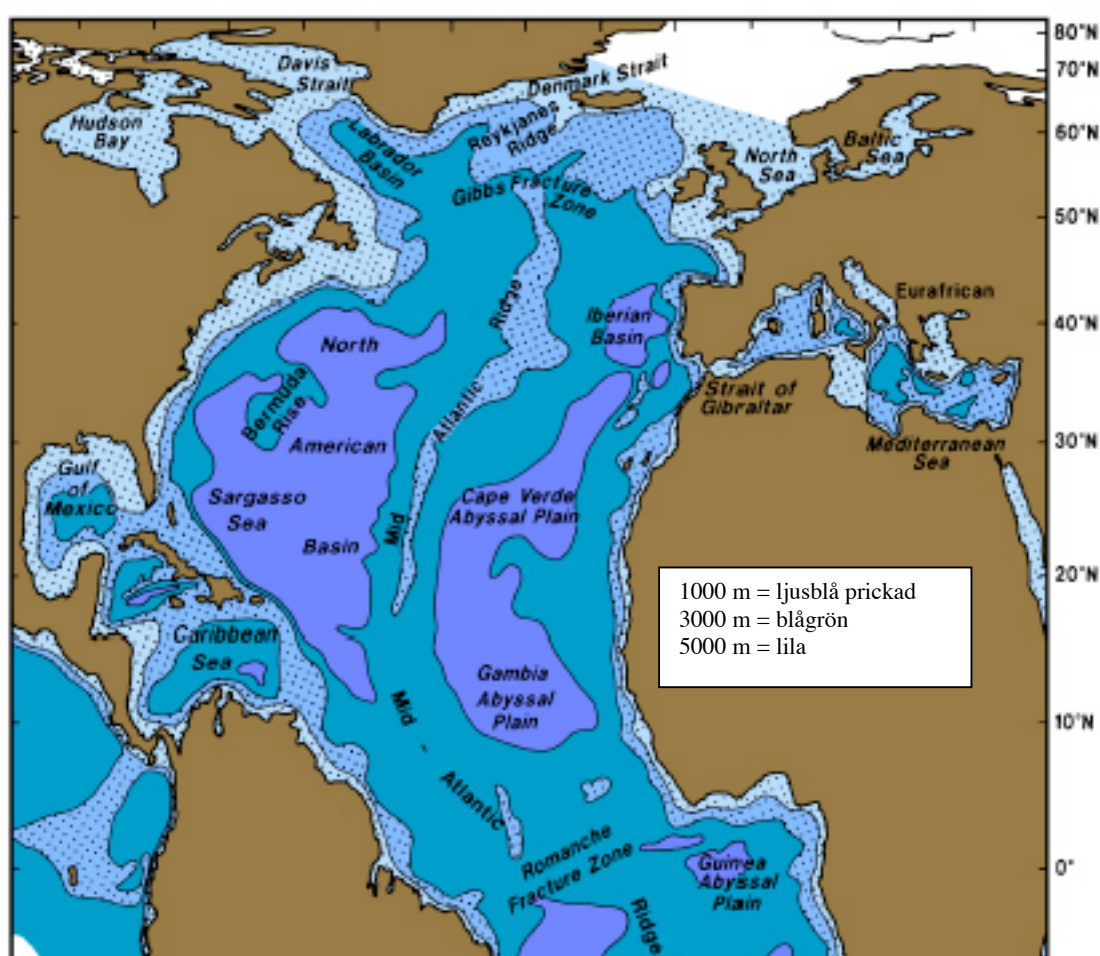 80°N
70°N
Davis
Strait
Denmark Strait
Hudson
Bay
Labrador
Basin
Reykjanes
Ridge
60°N
Baltic
Sea
North
Sea
Gibbs Fracture
Zone
50°N
Ridge
Eurafrican
Iberian
Basin
40°N
North
Bermuda
Rise
Atlantic
Strait of
Gibraltar
American
30°N
Mediterranean
Sea
Gulf
of
Mexico
Sargasso
Sea
Cape Verde
Abyssal Plain
Mid
Basin
20°N
1000 m = ljusblå prickad
3000 m = blågrön
5000 m = lila
Caribbean
Sea
Gambia
Abyssal
Plain
Mid
-
Atlantic
10°N
Romanche
Fracture Zone
Guinea
Abyssal
Plain
0°
Ridge